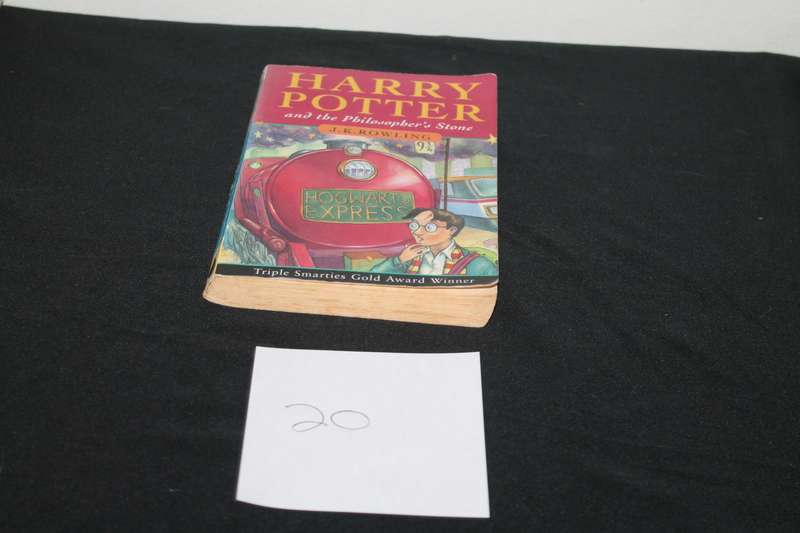 HARRY
POTTER
and the Philosopher's Stone
J.K.ROWLING
9¾
HOGWARTS
EXPRESS
Triple Smarties Gold Award Winner
20